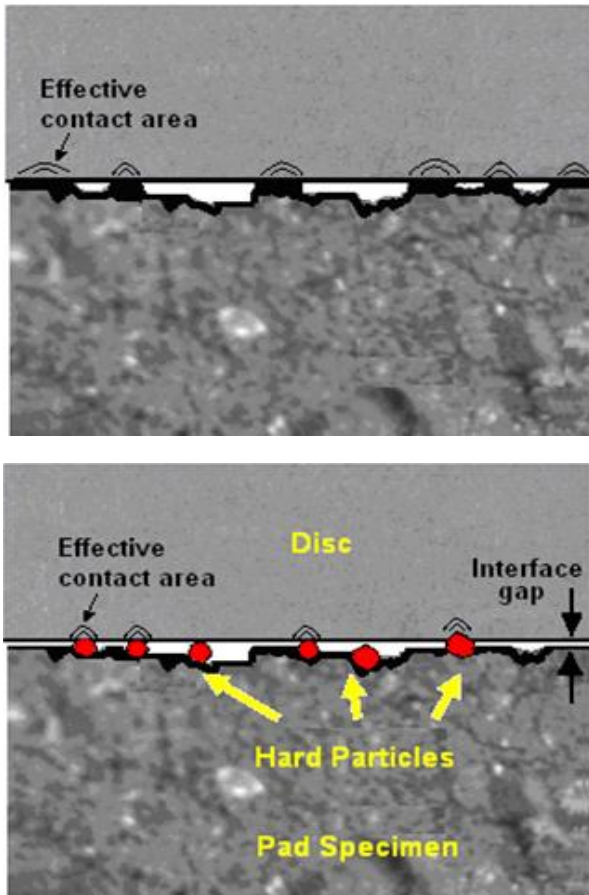 Effective
contact area
Effective
contact area
Disc
Interface
gap
Hard Particles
Pad Specimen